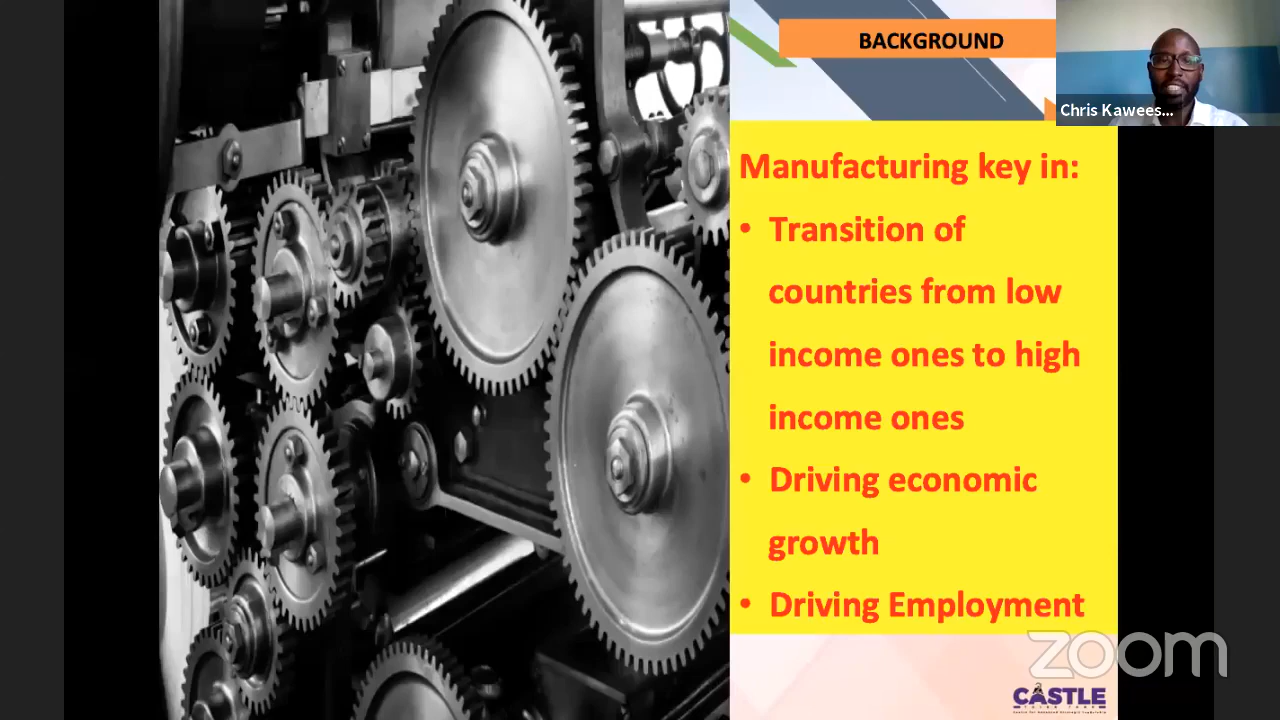 BACKGROUND
Chris Kawees...
Manufacturing key in:
• Transition of
countries from low
income ones to high
income ones
• Driving economic
growth
• Driving Employment
zoom
CASTLE